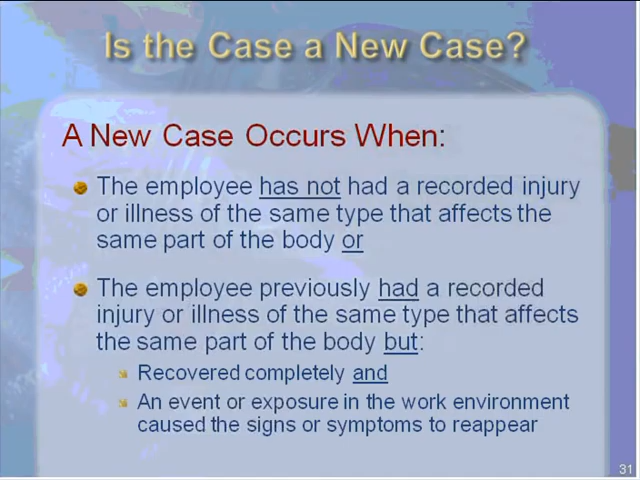 Is the Case a New Case?
A New Case Occurs When:
The employee has not had a recorded injury
or illness of the same type that affects the
same part of the body or
The employee previously had a recorded
injury or illness of the same type that affects
the same part of the body but:
Recovered completely and
An event or exposure in the work environment
caused the signs or symptoms to reappear
31